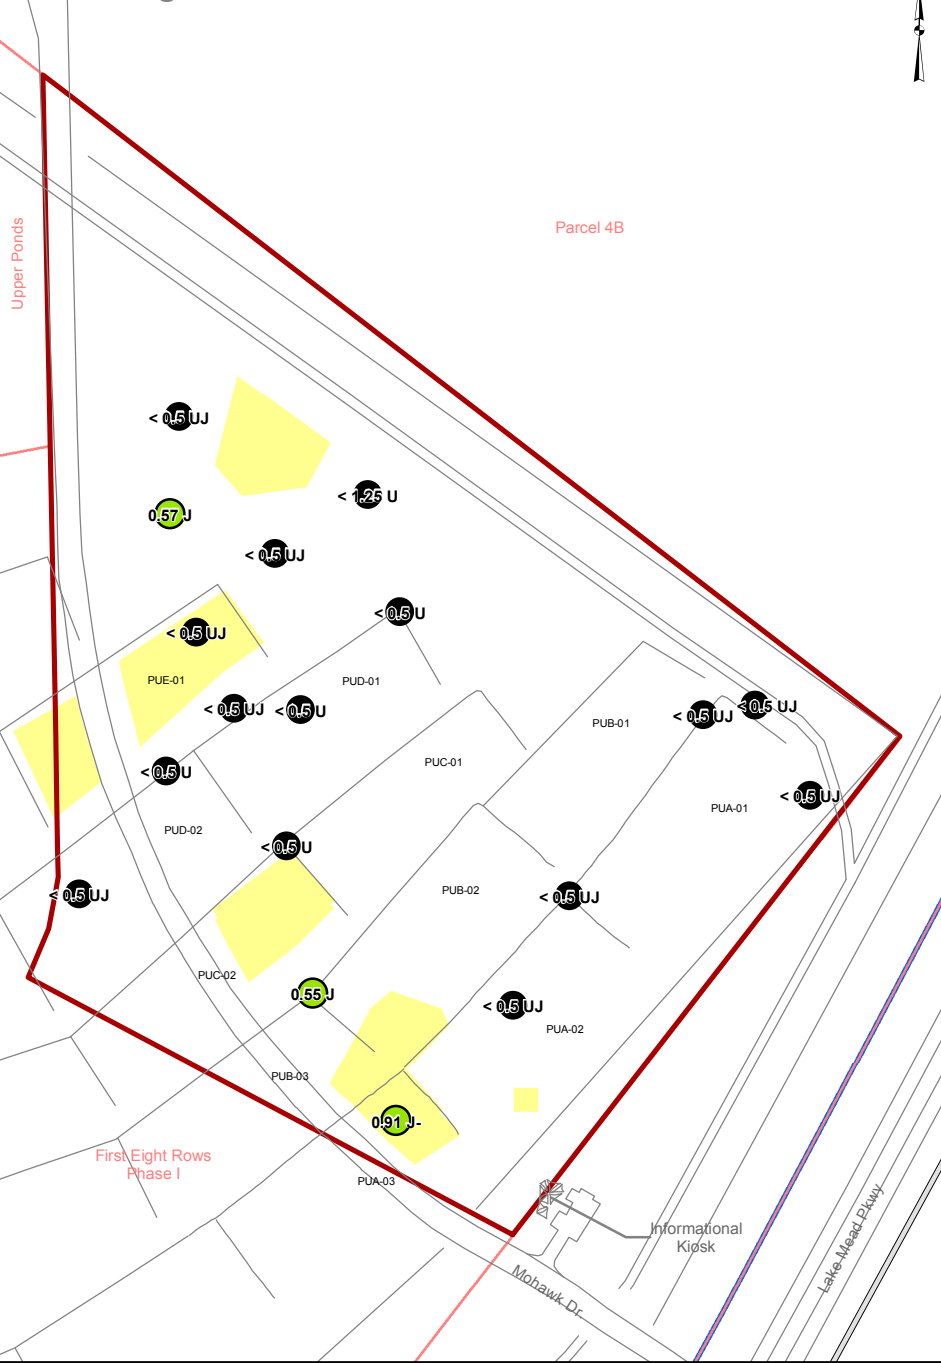 Parcel 4B
Upper Ponds
< 0.5 UJ
< 1.25 U
0.57 J
< 0.5 UJ
< 0.5 U
< 0.5 UJ
PUE-01
PUD-01
< 0.5 UJ
< 0.5 U
PUB-01
< 0.5 UJ
< 0.5 UJ
PUC-01
< 0.5 U
< 0.5 UJ
PUA-01
PUD-02
< 0.5 U
PUB-02
< 0.5 UJ
< 0.5 UJ
PUC-02
0.55 J
< 0.5 UJ
PUA-02
PUB-03
0.91 J-
First Eight Rows
Phase I
PUA-03
Informational
Kiosk
Lake Mead Pkwy
Mohawk Dr.